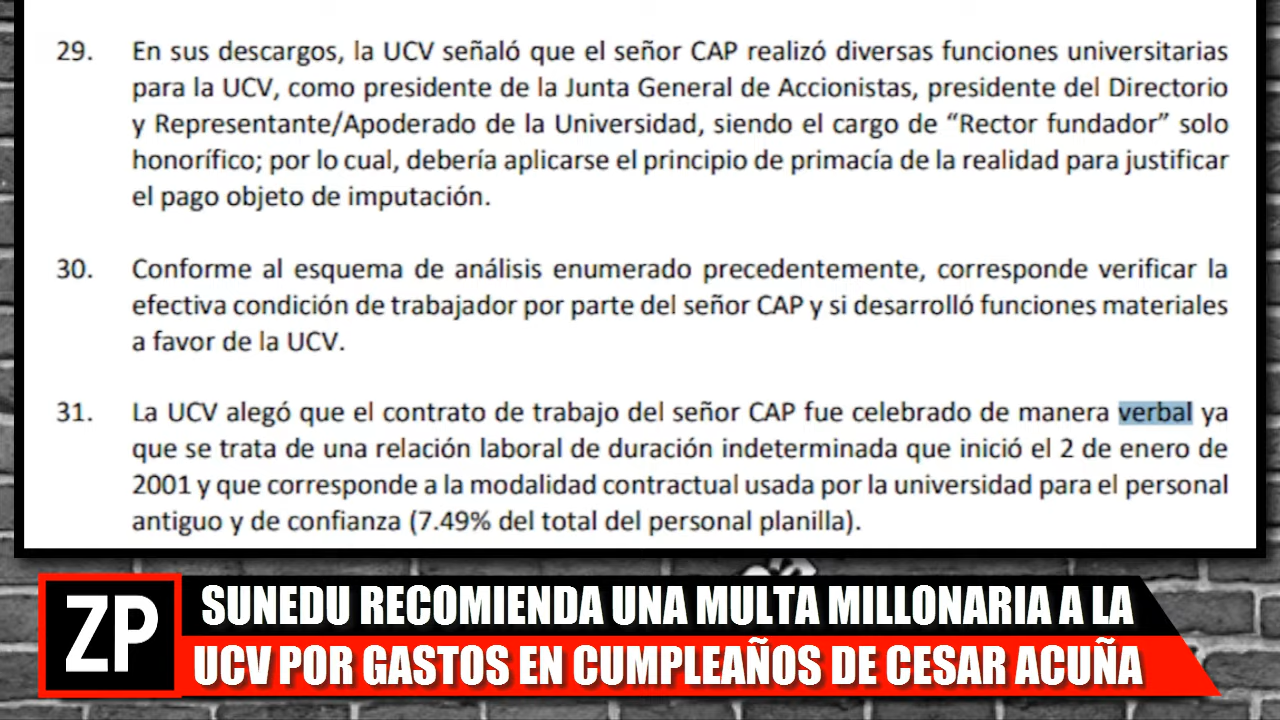 29. En sus descargos, la UCV señaló que el señor CAP realizó diversas funciones universitarias
para la UCV, como presidente de la Junta General de Accionistas, presidente del Directorio
y Representante/Apoderado de la Universidad, siendo el cargo de “Rector fundador” solo
honorífico; por lo cual, debería aplicarse el principio de primacía de la realidad para justificar
el pago objeto de imputación.
30. Conforme al esquema de análisis enumerado precedentemente, corresponde verificar la
efectiva condición de trabajador por parte del señor CAP y si desarrolló funciones materiales
a favor de la UCV.
31. La UCV alegó que el contrato de trabajo del señor CAP fue celebrado de manera verbal ya
que se trata de una relación laboral de duración indeterminada que inició el 2 de enero de
2001 y que corresponde a la modalidad contractual usada por la universidad para el personal
antiguo y de confianza (7.49% del total del personal planilla).
ZP
SUNEDU RECOMIENDA UNA MULTA MILLONARIA A LA
UCV POR GASTOS EN CUMPLEAÑOS DE CESAR ACUÑA